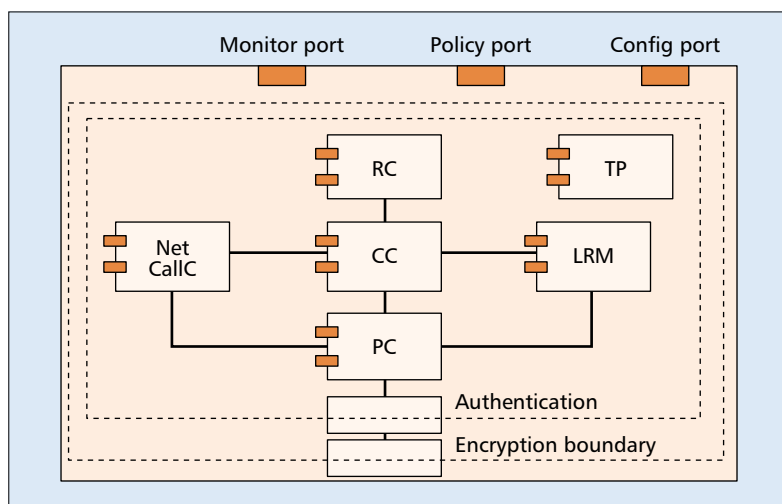 Monitor port
Policy port
Config port
RC
TP
Net
CallC
CC
LRM
PC
Authentication
Encryption boundary